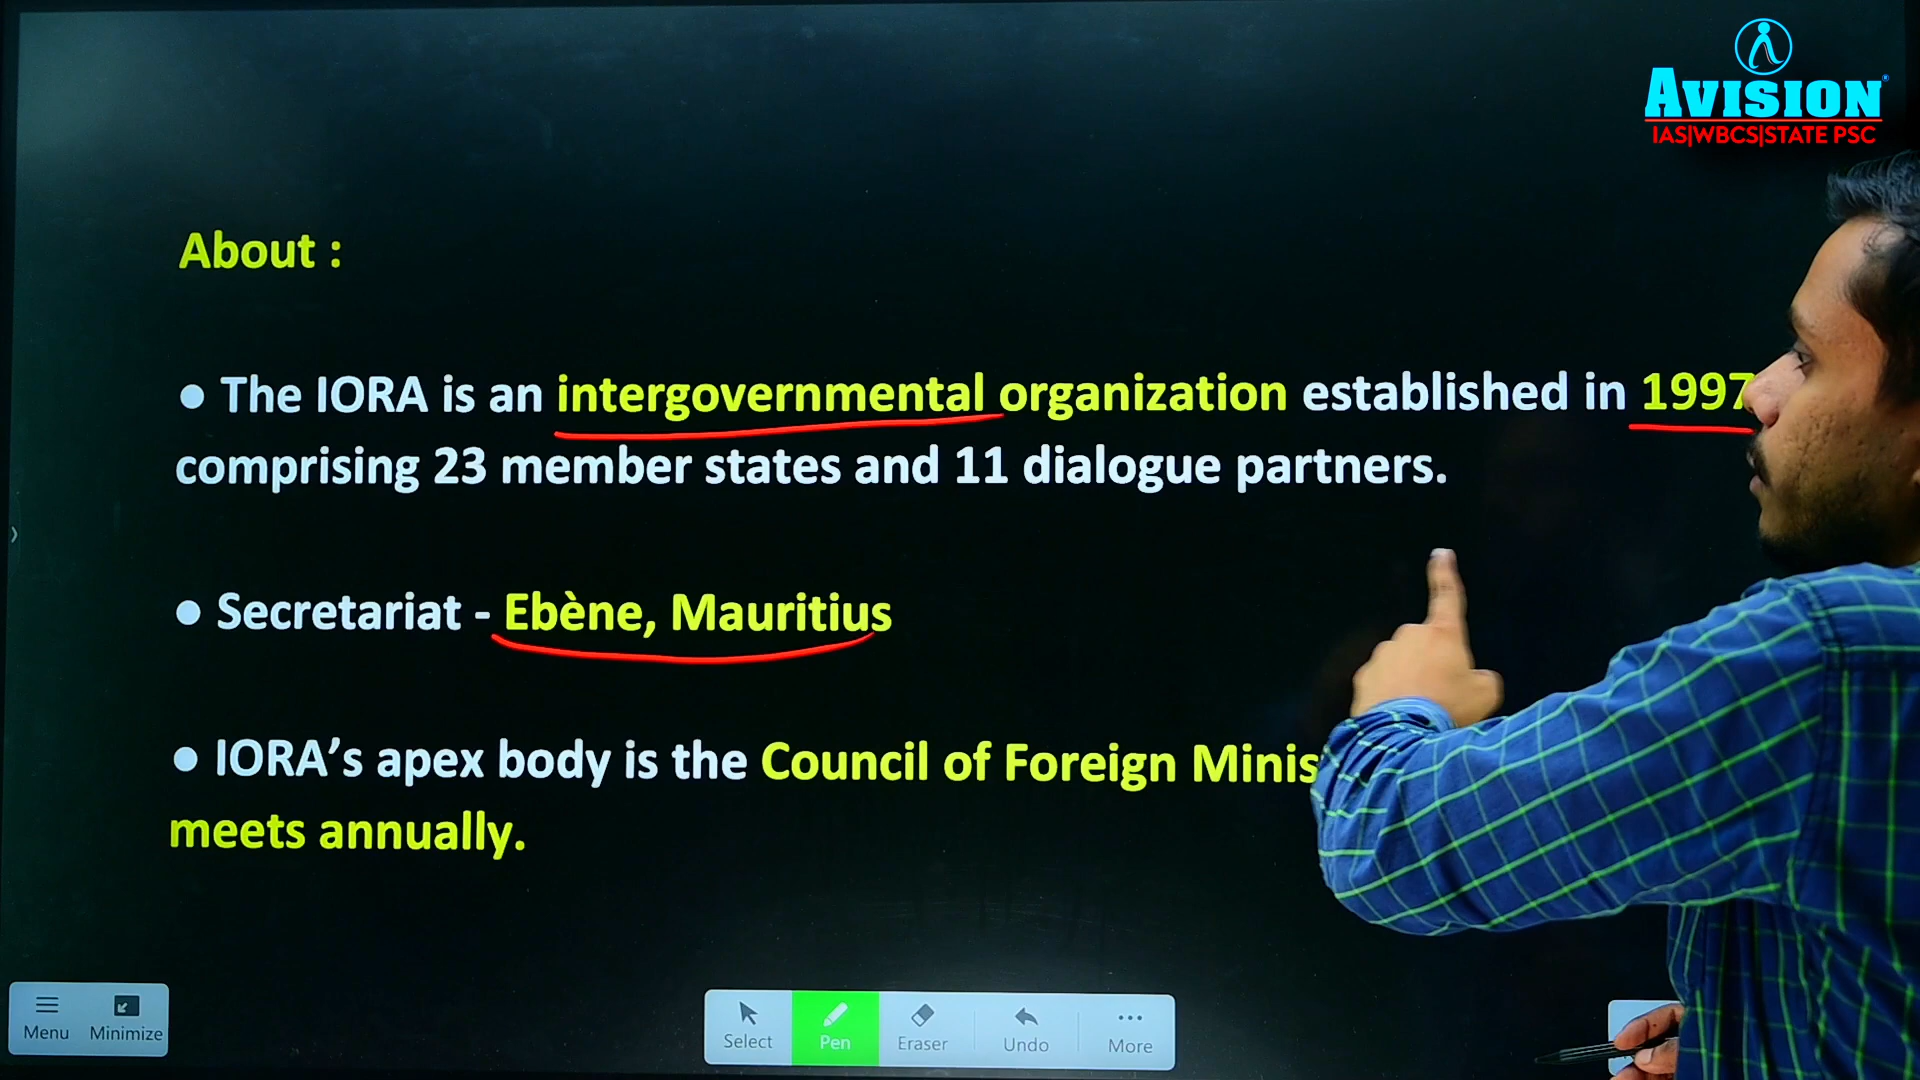 AVISION
IAS|WBCS|STATE PSC
About :
● The IORA is an intergovernmental organization established in 1997
comprising 23 member states and 11 dialogue partners.
● Secretariat - Ebène, Mauritius
● IORA’s apex body is the Council of Foreign
meets annually.
Menu
Minimize
Select
Pen
Eraser
Undo
More